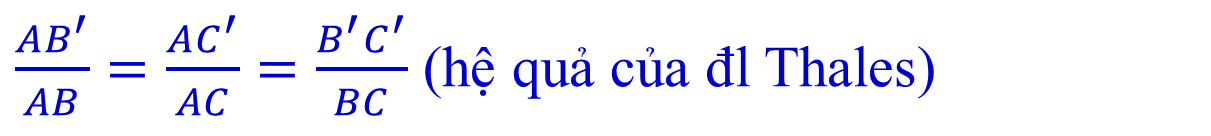 AB'/AB = AC'/AC = B'C'/BC (hệ quả của đl Thales)